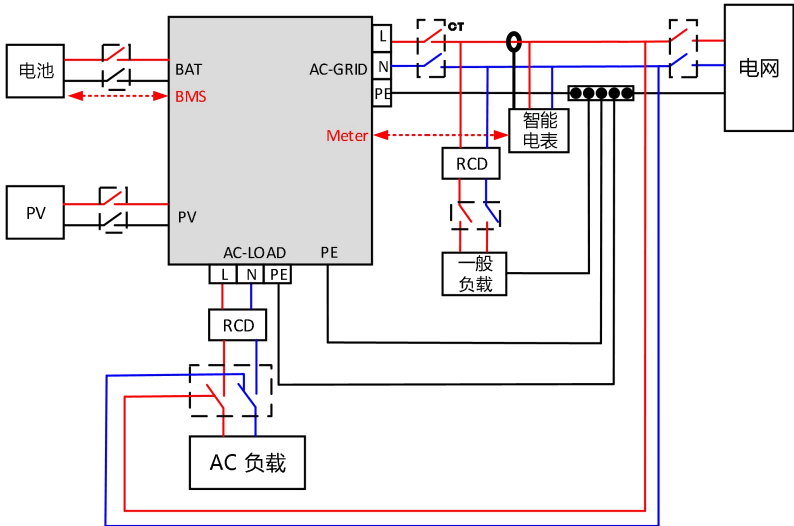 CT
L
电池
BAT
AC-GRID
N
电网
BMS
PE
智能
电表
Meter
RCD
PV
PV
AC-LOAD
PE
一般
负载
L
N
PE
RCD
AC 负载